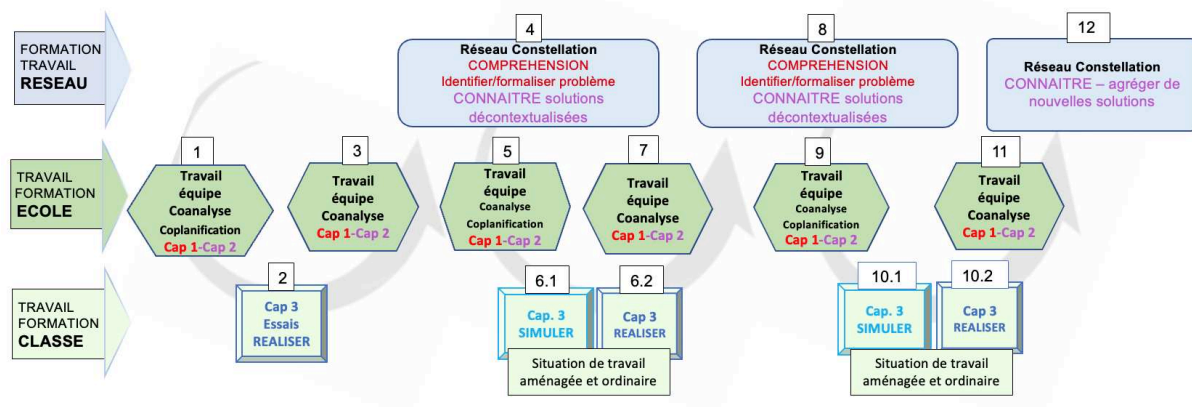 FORMATION
TRAVAIL
RESEAU
4
Réseau Constellation
COMPREHENSION
Identifier/formaliser problème
CONNAITRE solutions
décontextualisées
8
Réseau Constellation
COMPREHENSION
Identifier/formaliser problème
CONNAITRE solutions
décontextualisées
12
Réseau Constellation
CONNAITRE – agréger de
nouvelles solutions
TRAVAIL
FORMATION
ECOLE
1
Travail
équipe
Coanalyse
Coplanification
Cap 1-Cap 2
3
Travail
équipe
Coanalyse
Cap 1-Cap 2
5
Travail
équipe
Coanalyse
Coplanification
Cap 1-Cap 2
7
Travail
équipe
Coanalyse
Cap 1-Cap 2
9
Travail
équipe
Coanalyse
Coplanification
Cap 1-Cap 2
11
Travail
équipe
Coanalyse
Cap 1-Cap 2
TRAVAIL
FORMATION
CLASSE
2
Cap 3
Essais
REALISER
6.1
Cap. 3
SIMULER
6.2
Cap 3
REALISER
Situation de travail
aménagée et ordinaire
10.1
Cap. 3
SIMULER
10.2
Cap 3
REALISER
Situation de travail
aménagée et ordinaire